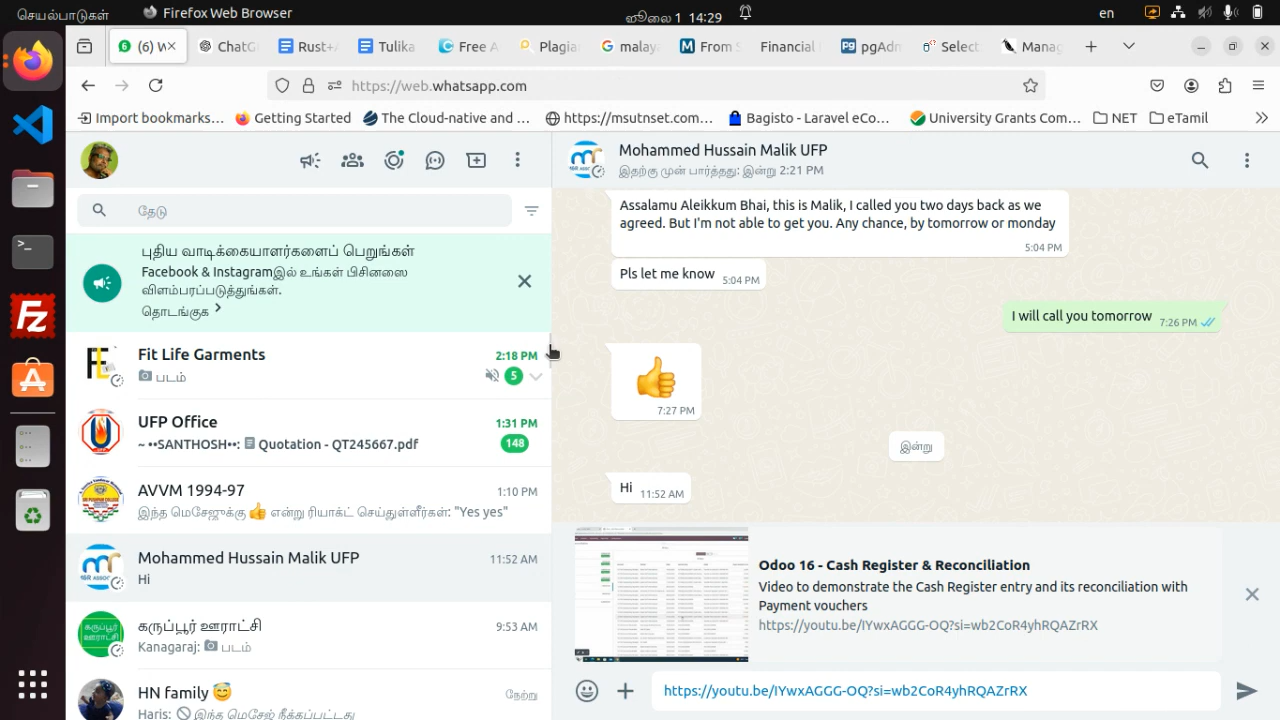 செயல்பாடுகள்
Firefox Web Browser
ஜூலை 1 14:29
en
(6) W
ChatG
Rust+
Tulika
Free A
Plagia
malay
From S
Financial
pgAdm
Select
Manag
https://web.whatsapp.com
Import bookmarks...
Getting Started
The Cloud-native and ...
https://msutnset.com...
Bagisto - Laravel eCo...
University Grants Com...
NET
eTamil
Mohammed Hussain Malik UFP
இதற்கு முன் பார்த்தது: இன்று 2:21 PM
தேடு
புதிய வாடிக்கையாளர்களைப் பெறுங்கள்
Facebook & Instagramஇல் உங்கள் பிசினஸை
விளம்பரப்படுத்துங்கள்.
தொடங்குக
Fit Life Garments
2:18 PM
படம்
5
UFP Office
1:31 PM
~ ••SANTHOSH••: Quotation - QT245667.pdf
148
AVVM 1994-97
1:10 PM
இந்த மெசேஜுக்கு 👍 என்று ரியாக்ட் செய்துள்ளீர்கள்: "Yes yes"
Mohammed Hussain Malik UFP
11:52 AM
Hi
கருப்பூர் ஊராட்சி
9:53 AM
Kanagaraj: படம்
HN family 😇
நேற்று
Haris: இந்த மெசேஜ் நீக்கப்பட்டது
Assalamu Aleikkum Bhai, this is Malik, I called you two days back as we
agreed. But I'm not able to get you. Any chance, by tomorrow or monday
5:04 PM
Pls let me know
5:04 PM
I will call you tomorrow
7:26 PM
👍
7:27 PM
இன்று
Hi
11:52 AM
Odoo 16 - Cash Register & Reconciliation
Video to demonstrate the Cash Register entry and its reconciliation with
Payment vouchers
https://youtu.be/IYwxAGGG-OQ?si=wb2CoR4yhRQAZrRX
https://youtu.be/IYwxAGGG-OQ?si=wb2CoR4yhRQAZrRX